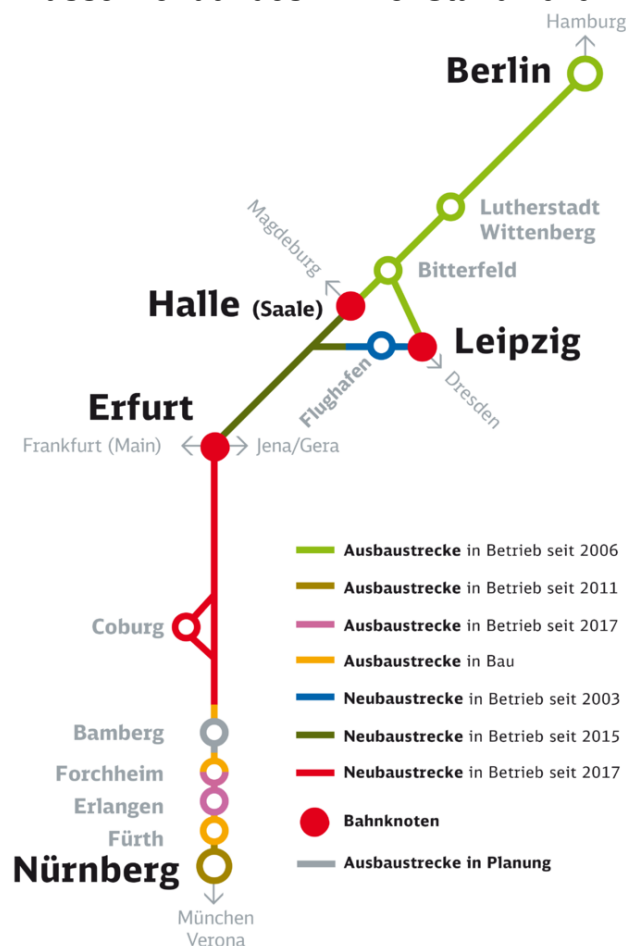 Hamburg
Berlin
Lutherstadt
Wittenberg
Magdeburg
Bitterfeld
Halle (Saale)
Leipzig
Flughafen
Dresden
Erfurt
Frankfurt (Main)
Jena/Gera
Coburg
Bamberg
Forchheim
Erlangen
Fürth
Nürnberg
München
Verona
Ausbaustrecke in Betrieb seit 2006
Ausbaustrecke in Betrieb seit 2011
Ausbaustrecke in Betrieb seit 2017
Ausbaustrecke in Bau
Neubaustrecke in Betrieb seit 2003
Neubaustrecke in Betrieb seit 2015
Neubaustrecke in Betrieb seit 2017
Bahnknoten
Ausbaustrecke in Planung